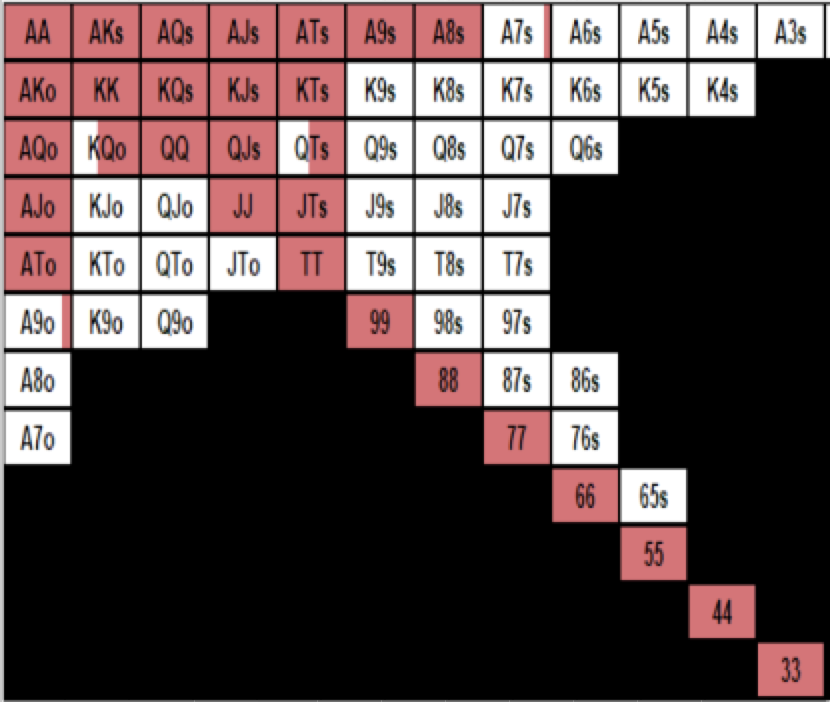 AA AKs AQs AJs ATs A9s A8s A7s A6s A5s A4s A3s
AKo KK KQs KJs KTs K9s K8s K7s K6s K5s K4s
AQo KQo QQ QJs QTs Q9s Q8s Q7s Q6s
AJo KJo QJo JJ JTs J9s J8s J7s
ATo KTo QTo JTo TT T9s T8s T7s
A9o K9o Q9o 99 98s 97s
A8o 88 87s 86s
A7o 77 76s
66 65s
55
44
33